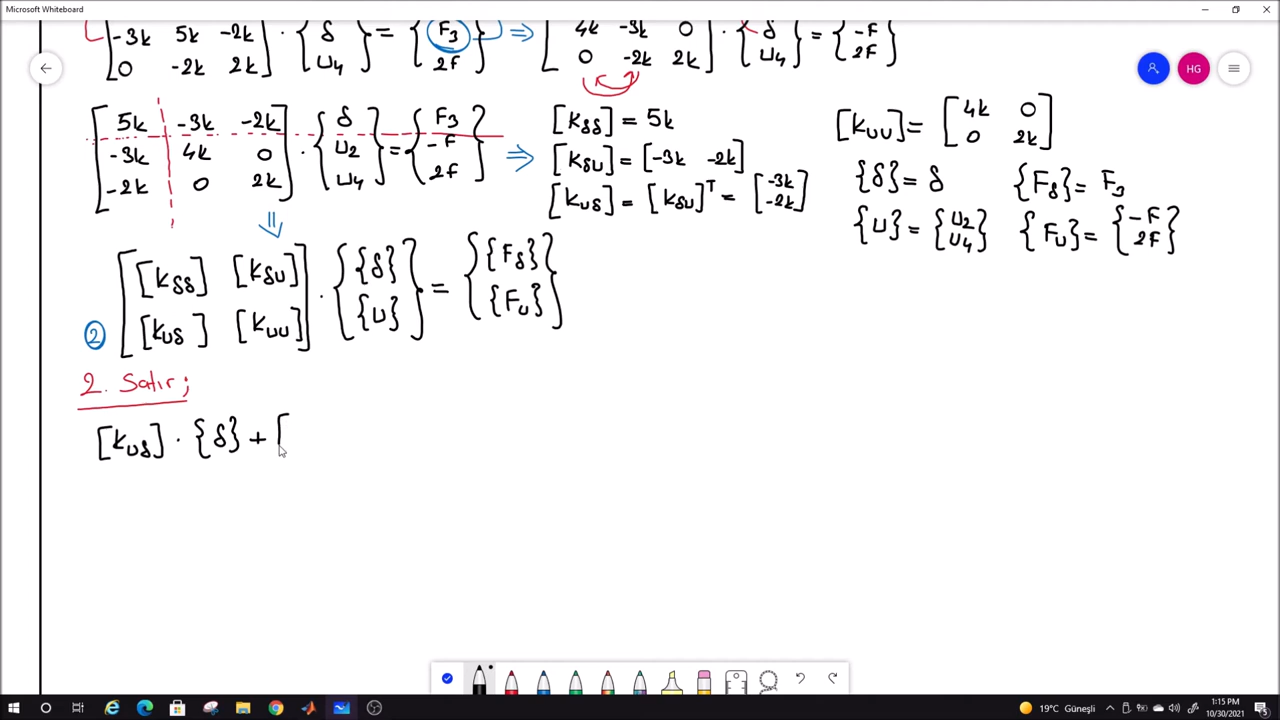 Microsoft Whiteboard
[-3k 5k -2k] · {δ} = {F3} ⇒ [4k -3k 0] · {δ} = {-F}
[0 -2k 2k] {U4} {2F} [0 -2k 2k] {U4} {2F}
HG
[5k -3k -2k] {δ} {F3}
[-3k 4k 0] · {U2} = {-F} ⇒
[-2k 0 2k] {U4} {2F}
[Kδδ] = 5k
[KδU] = [-3k -2k]
[KUδ] = [KδU]ᵀ = [-3k
-2k]
[KUU] = [4k 0
0 2k]
{δ} = δ {Fδ} = F3
{U} = {U2
U4} {FU} = {-F
2F}
⇓
[[Kδδ] [KδU]] · {{δ}} = {{Fδ}}
② [[KUδ] [KUU]] {{U}} {{FU}}
2. Satır;
[KUδ] · {δ} + [
19°C Güneşli
1:15 PM
10/30/2021
5